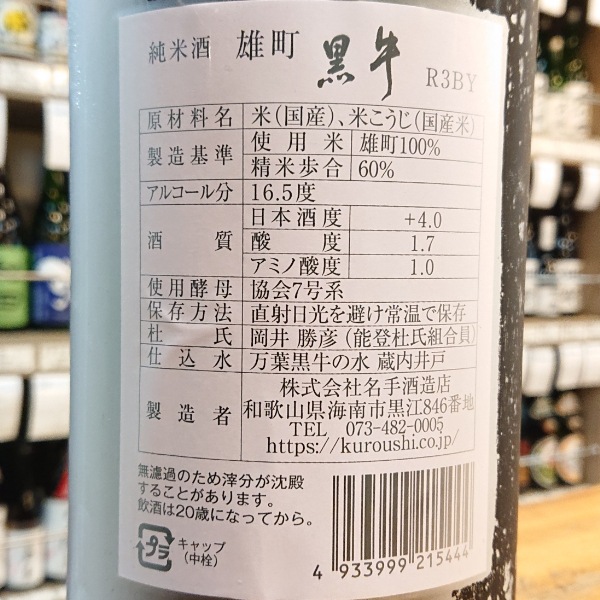 純米酒 雄町 黒牛 R3BY
原材料名 米(国産)、米こうじ(国産米)
製造基準 使用米 雄町100%
精米歩合 60%
アルコール分 16.5度
酒質 日本酒度 +4.0
酸度 1.7
アミノ酸度 1.0
使用酵母 協会7号系
保存方法 直射日光を避け常温で保存
杜氏 岡井 勝彦(能登杜氏組合員)
仕込水 万葉黒牛の水 蔵内井戸
製造者 株式会社名手酒造店
和歌山県海南市黒江846番地
TEL 073-482-0005
https://kuroushi.co.jp/
無濾過のため滓分が沈殿
することがあります。
飲酒は20歳になってから。
プラ キャップ
(中栓)
4 933999 215444